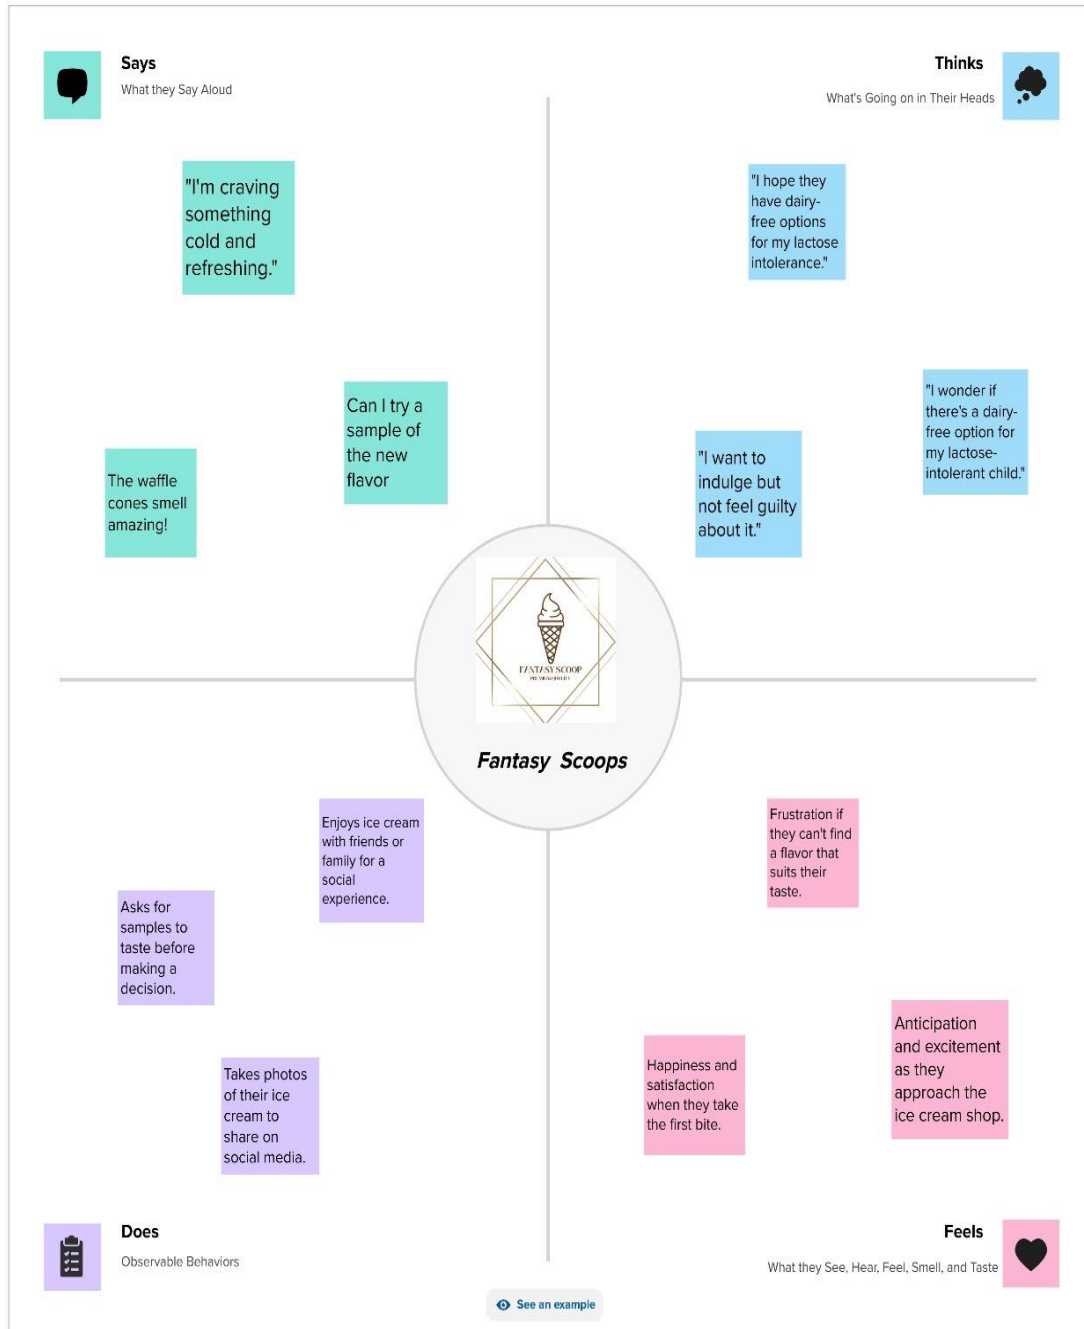 Says
What they Say Aloud
Thinks
What's Going on in Their Heads
"I'm craving
something
cold and
refreshing."
Can I try a
sample of
the new
flavor
The waffle
cones smell
amazing!
"I hope they
have dairy-
free options
for my lactose
intolerance."
"I wonder if
there's a dairy-
free option for
my lactose-
intolerant child."
"I want to
indulge but
not feel guilty
about it."
FANTASY SCOOP
Fantasy Scoops
Enjoys ice cream
with friends or
family for a
social
experience.
Asks for
samples to
taste before
making a
decision.
Takes photos
of their ice
cream to
share on
social media.
Frustration if
they can't find
a flavor that
suits their
taste.
Anticipation
and excitement
as they
approach the
ice cream shop.
Happiness and
satisfaction
when they take
the first bite.
Does
Observable Behaviors
Feels
What they See, Hear, Feel, Smell, and Taste
See an example